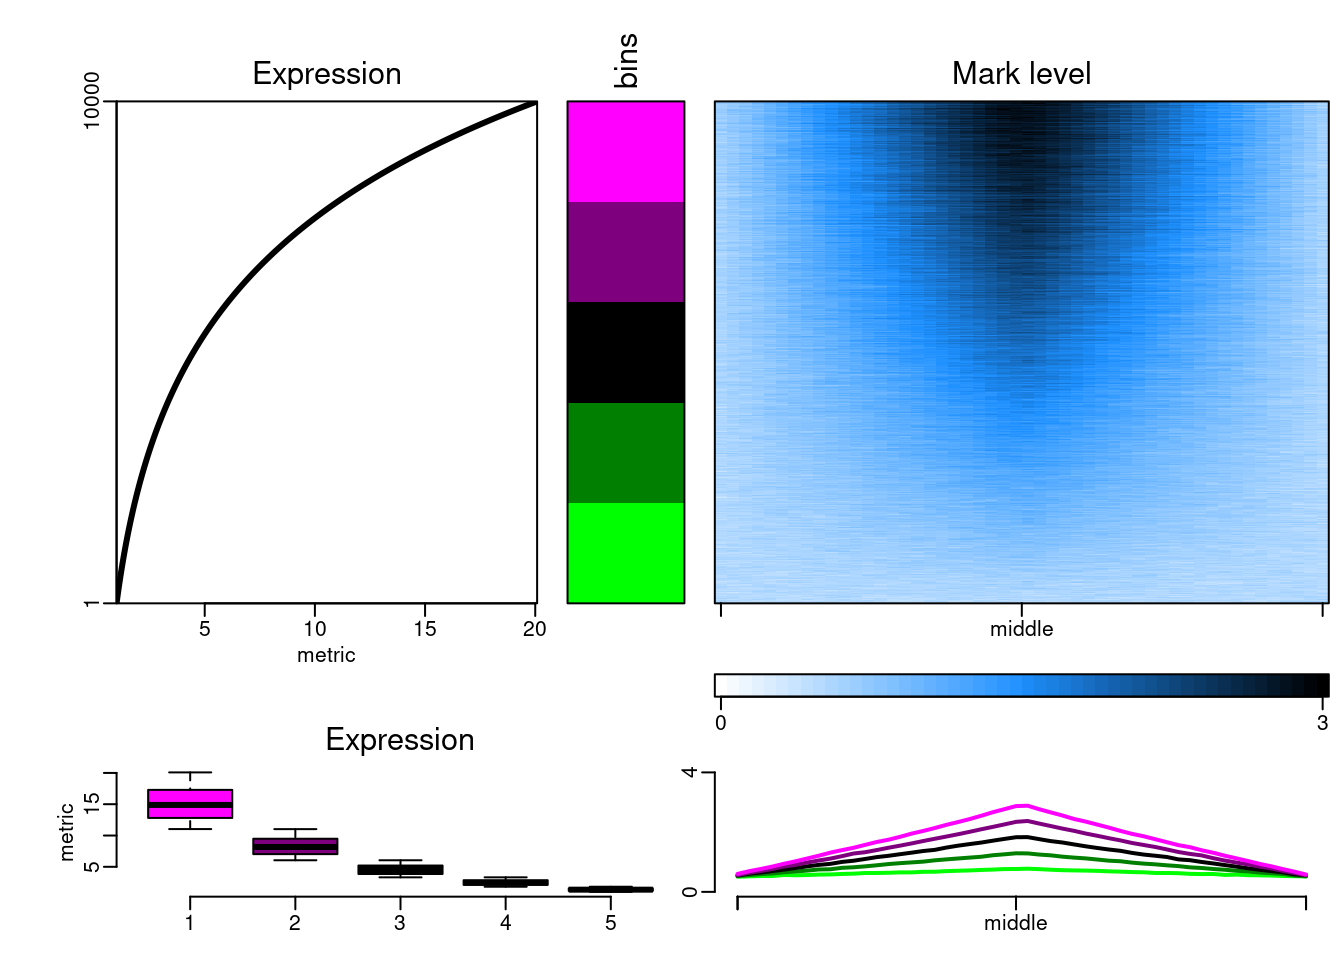 Expression
bins
Mark level
10000
1
5 10 15 20
metric
middle
0 3
Expression
metric
15
5
1 2 3 4 5
4
0
middle